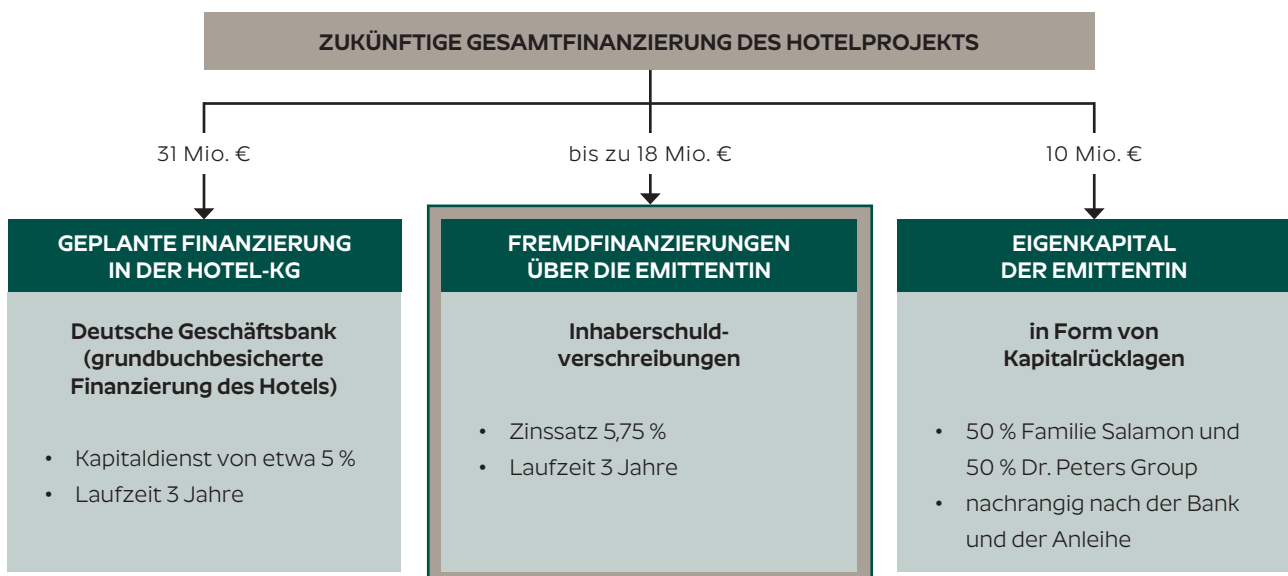 ZUKÜNFTIGE GESAMTFINANZIERUNG DES HOTELPROJEKTS
31 Mio. €
bis zu 18 Mio. €
10 Mio. €
GEPLANTE FINANZIERUNG
IN DER HOTEL-KG
Deutsche Geschäftsbank
(grundbuchbesicherte
Finanzierung des Hotels)
• Kapitaldienst von etwa 5 %
• Laufzeit 3 Jahre
FREMDFINANZIERUNGEN
ÜBER DIE EMITTENTIN
Inhaberschuld-
verschreibungen
• Zinssatz 5,75 %
• Laufzeit 3 Jahre
EIGENKAPITAL
DER EMITTENTIN
in Form von
Kapitalrücklagen
• 50 % Familie Salamon und
50 % Dr. Peters Group
• nachrangig nach der Bank
und der Anleihe